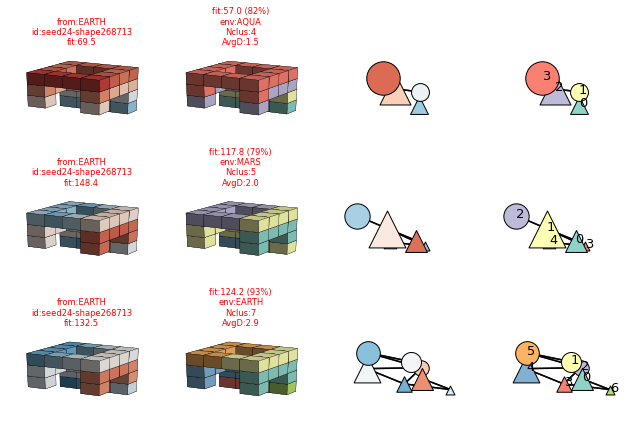 from:EARTH
id:seed24-shape268713
fit:69.5
fit:57.0 (82%)
env:AQUA
Nclus:4
AvgD:1.5
3
2
1
0
from:EARTH
id:seed24-shape268713
fit:148.4
fit:117.8 (79%)
env:MARS
Nclus:5
AvgD:2.0
2
1
4
0
3
from:EARTH
id:seed24-shape268713
fit:132.5
fit:124.2 (93%)
env:EARTH
Nclus:7
AvgD:2.9
5
1
4
2
3
0
6